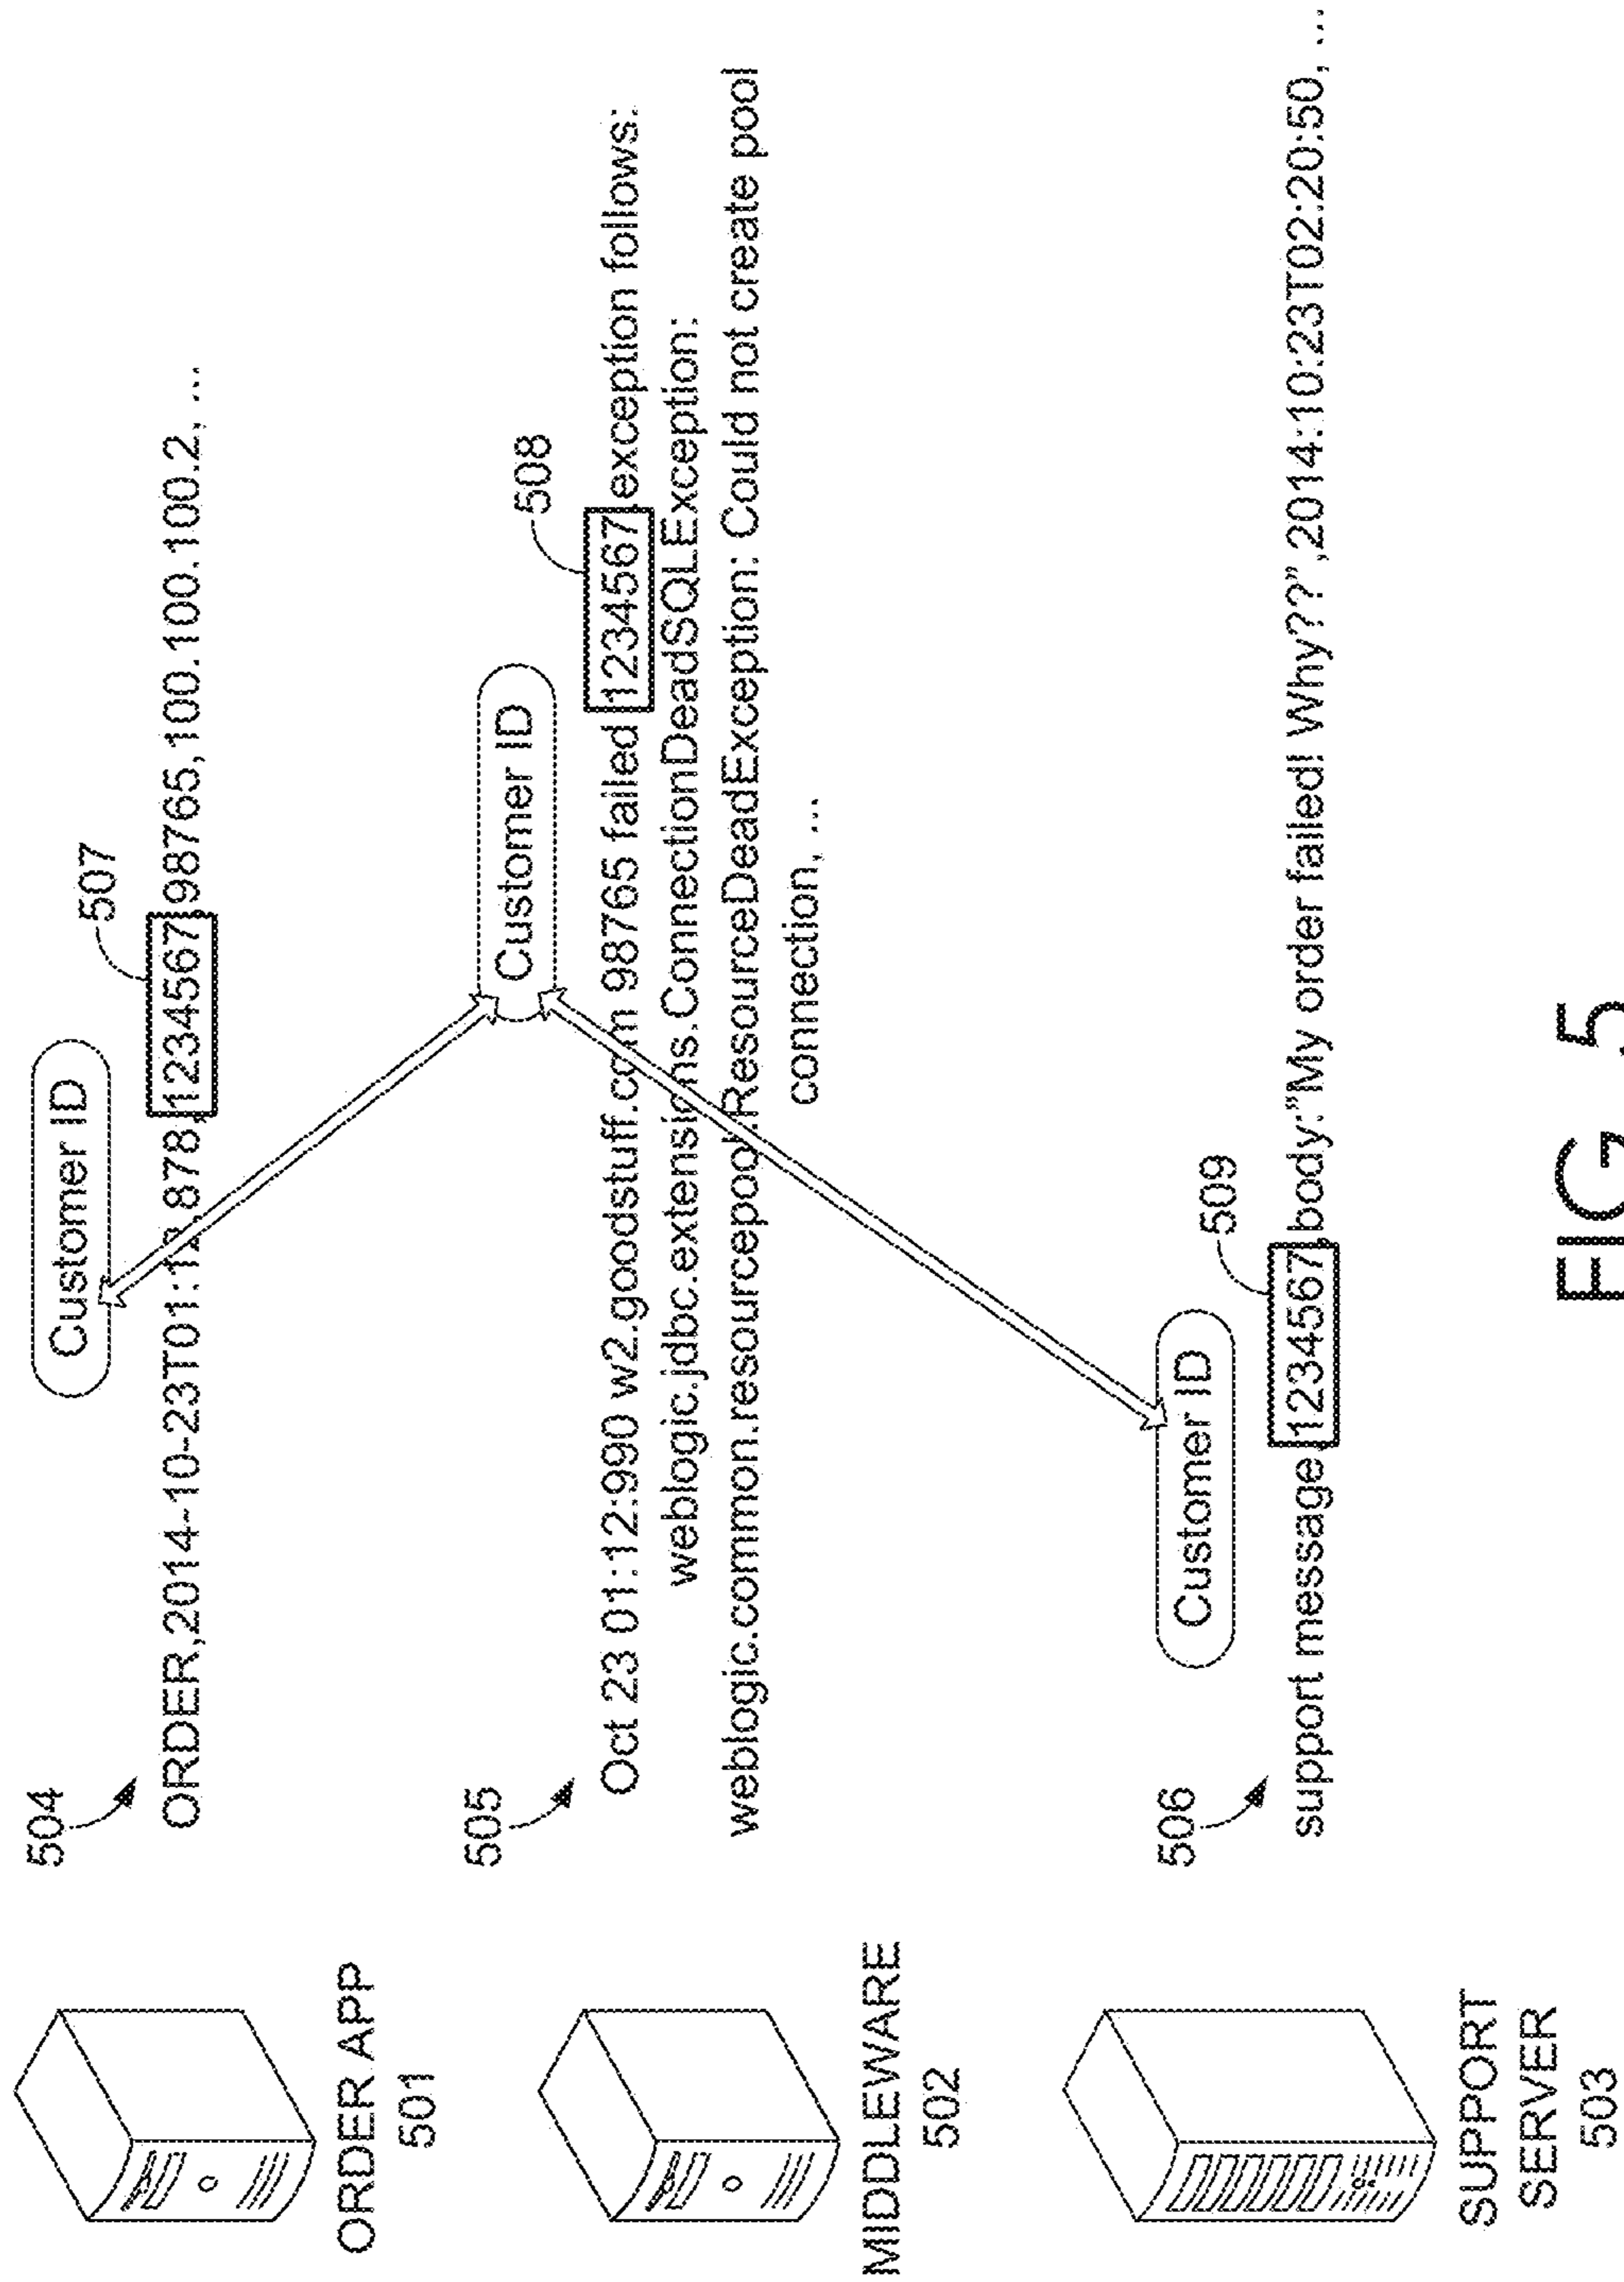 504
Customer ID
507
ORDER,2014-10-23T01:12.878,1234567,98765,100.100.100.2, ...
ORDER APP
501
505
Customer ID
508
Oct 23 01:12:990 w2.goodstuff.com 98765 failed 1234567,exception follows:
weblogic.jdbc.extensions.ConnectionDeadSQLException:
weblogic.common.resourcepool.ResourceDeadException: Could not create pool
connection, ...
MIDDLEWARE
502
506
Customer ID
509
support message,1234567,body:"My order failed! Why??",2014:10:23T02:20:50, ...
SUPPORT
SERVER
503
FIG. 5